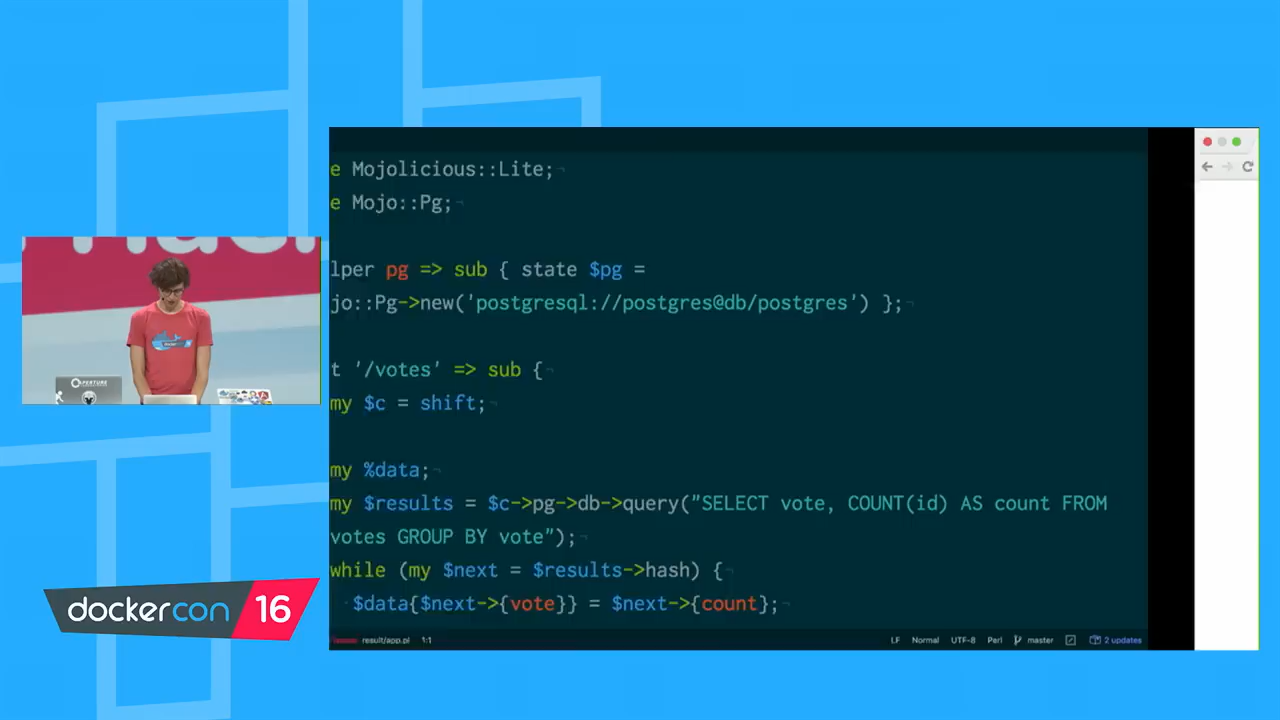 e Mojolicious::Lite;
e Mojo::Pg;
lper pg => sub { state $pg =
jo::Pg->new('postgresql://postgres@db/postgres') };
t '/votes' => sub {
my $c = shift;
my %data;
my $results = $c->pg->db->query("SELECT vote, COUNT(id) AS count FROM
votes GROUP BY vote");
while (my $next = $results->hash) {
$data{$next->{vote}} = $next->{count};
result/app.pl 1:1 LF Normal UTF-8 Perl master 2 updates
APERTURE
dockercon 16